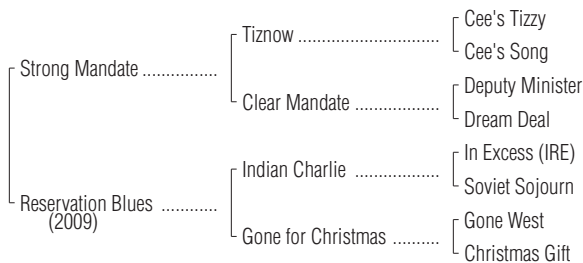 Cee's Tizzy
Tiznow ..............................
Cee's Song
Strong Mandate ................
Deputy Minister
Clear Mandate ..................
Dream Deal
In Excess (IRE)
Indian Charlie ..................
Soviet Sojourn
Reservation Blues ............
(2009)
Gone West
Gone for Christmas ..........
Christmas Gift